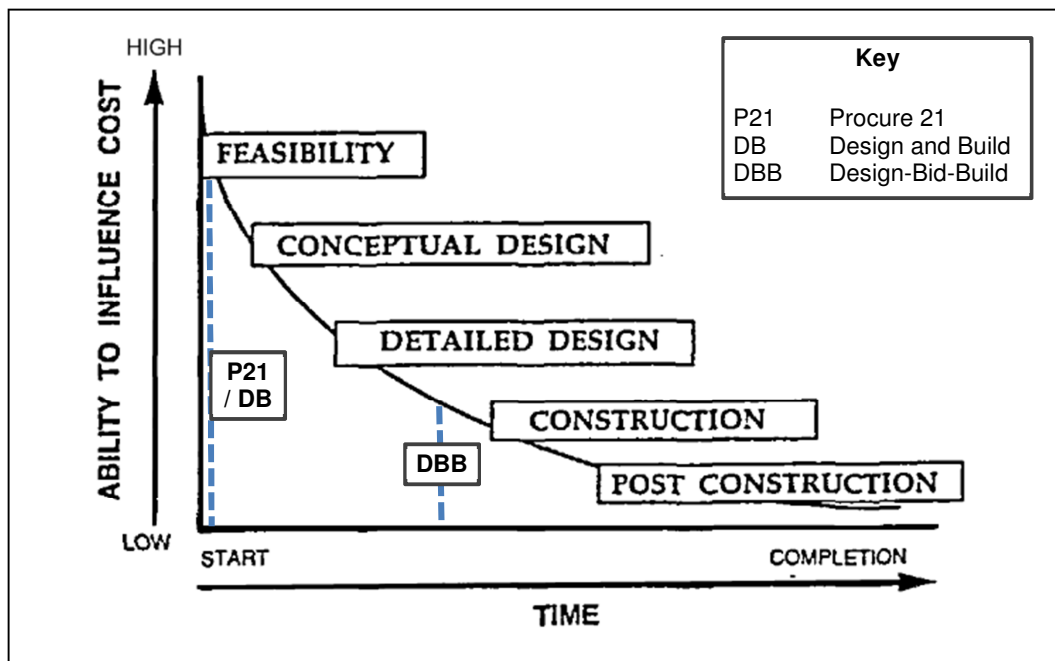 HIGH
ABILITY TO INFLUENCE COST
LOW
Key
P21 Procure 21
DB Design and Build
DBB Design-Bid-Build
FEASIBILITY
CONCEPTUAL DESIGN
DETAILED DESIGN
P21
/ DB
CONSTRUCTION
DBB
POST CONSTRUCTION
START
COMPLETION
TIME